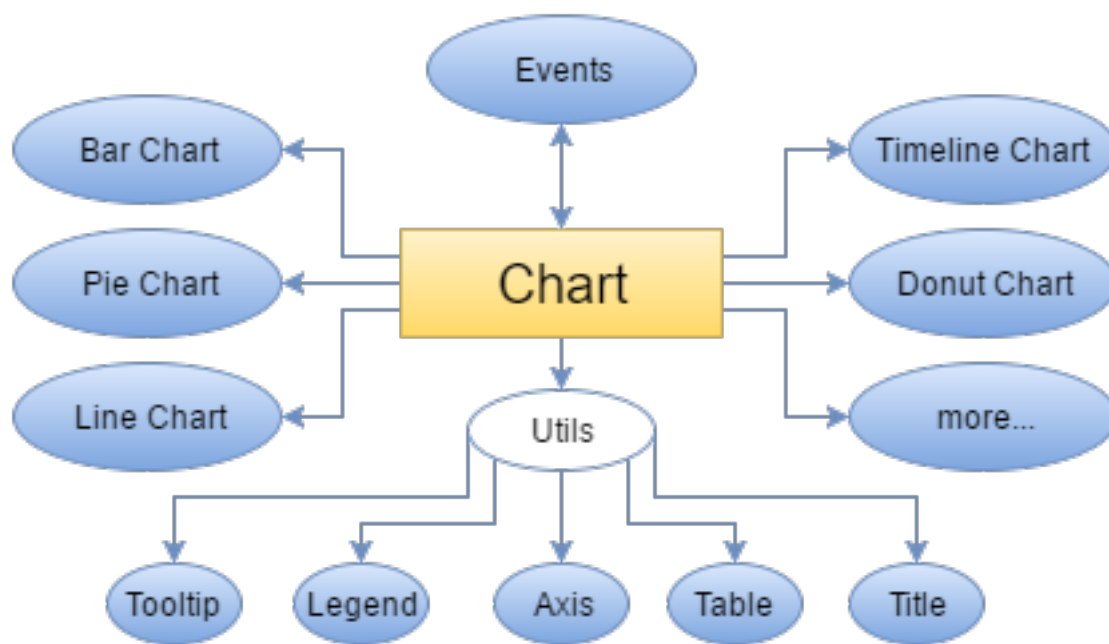 Events
Bar Chart
Timeline Chart
Chart
Pie Chart
Donut Chart
Line Chart
Utils
more...
Tooltip
Legend
Axis
Table
Title